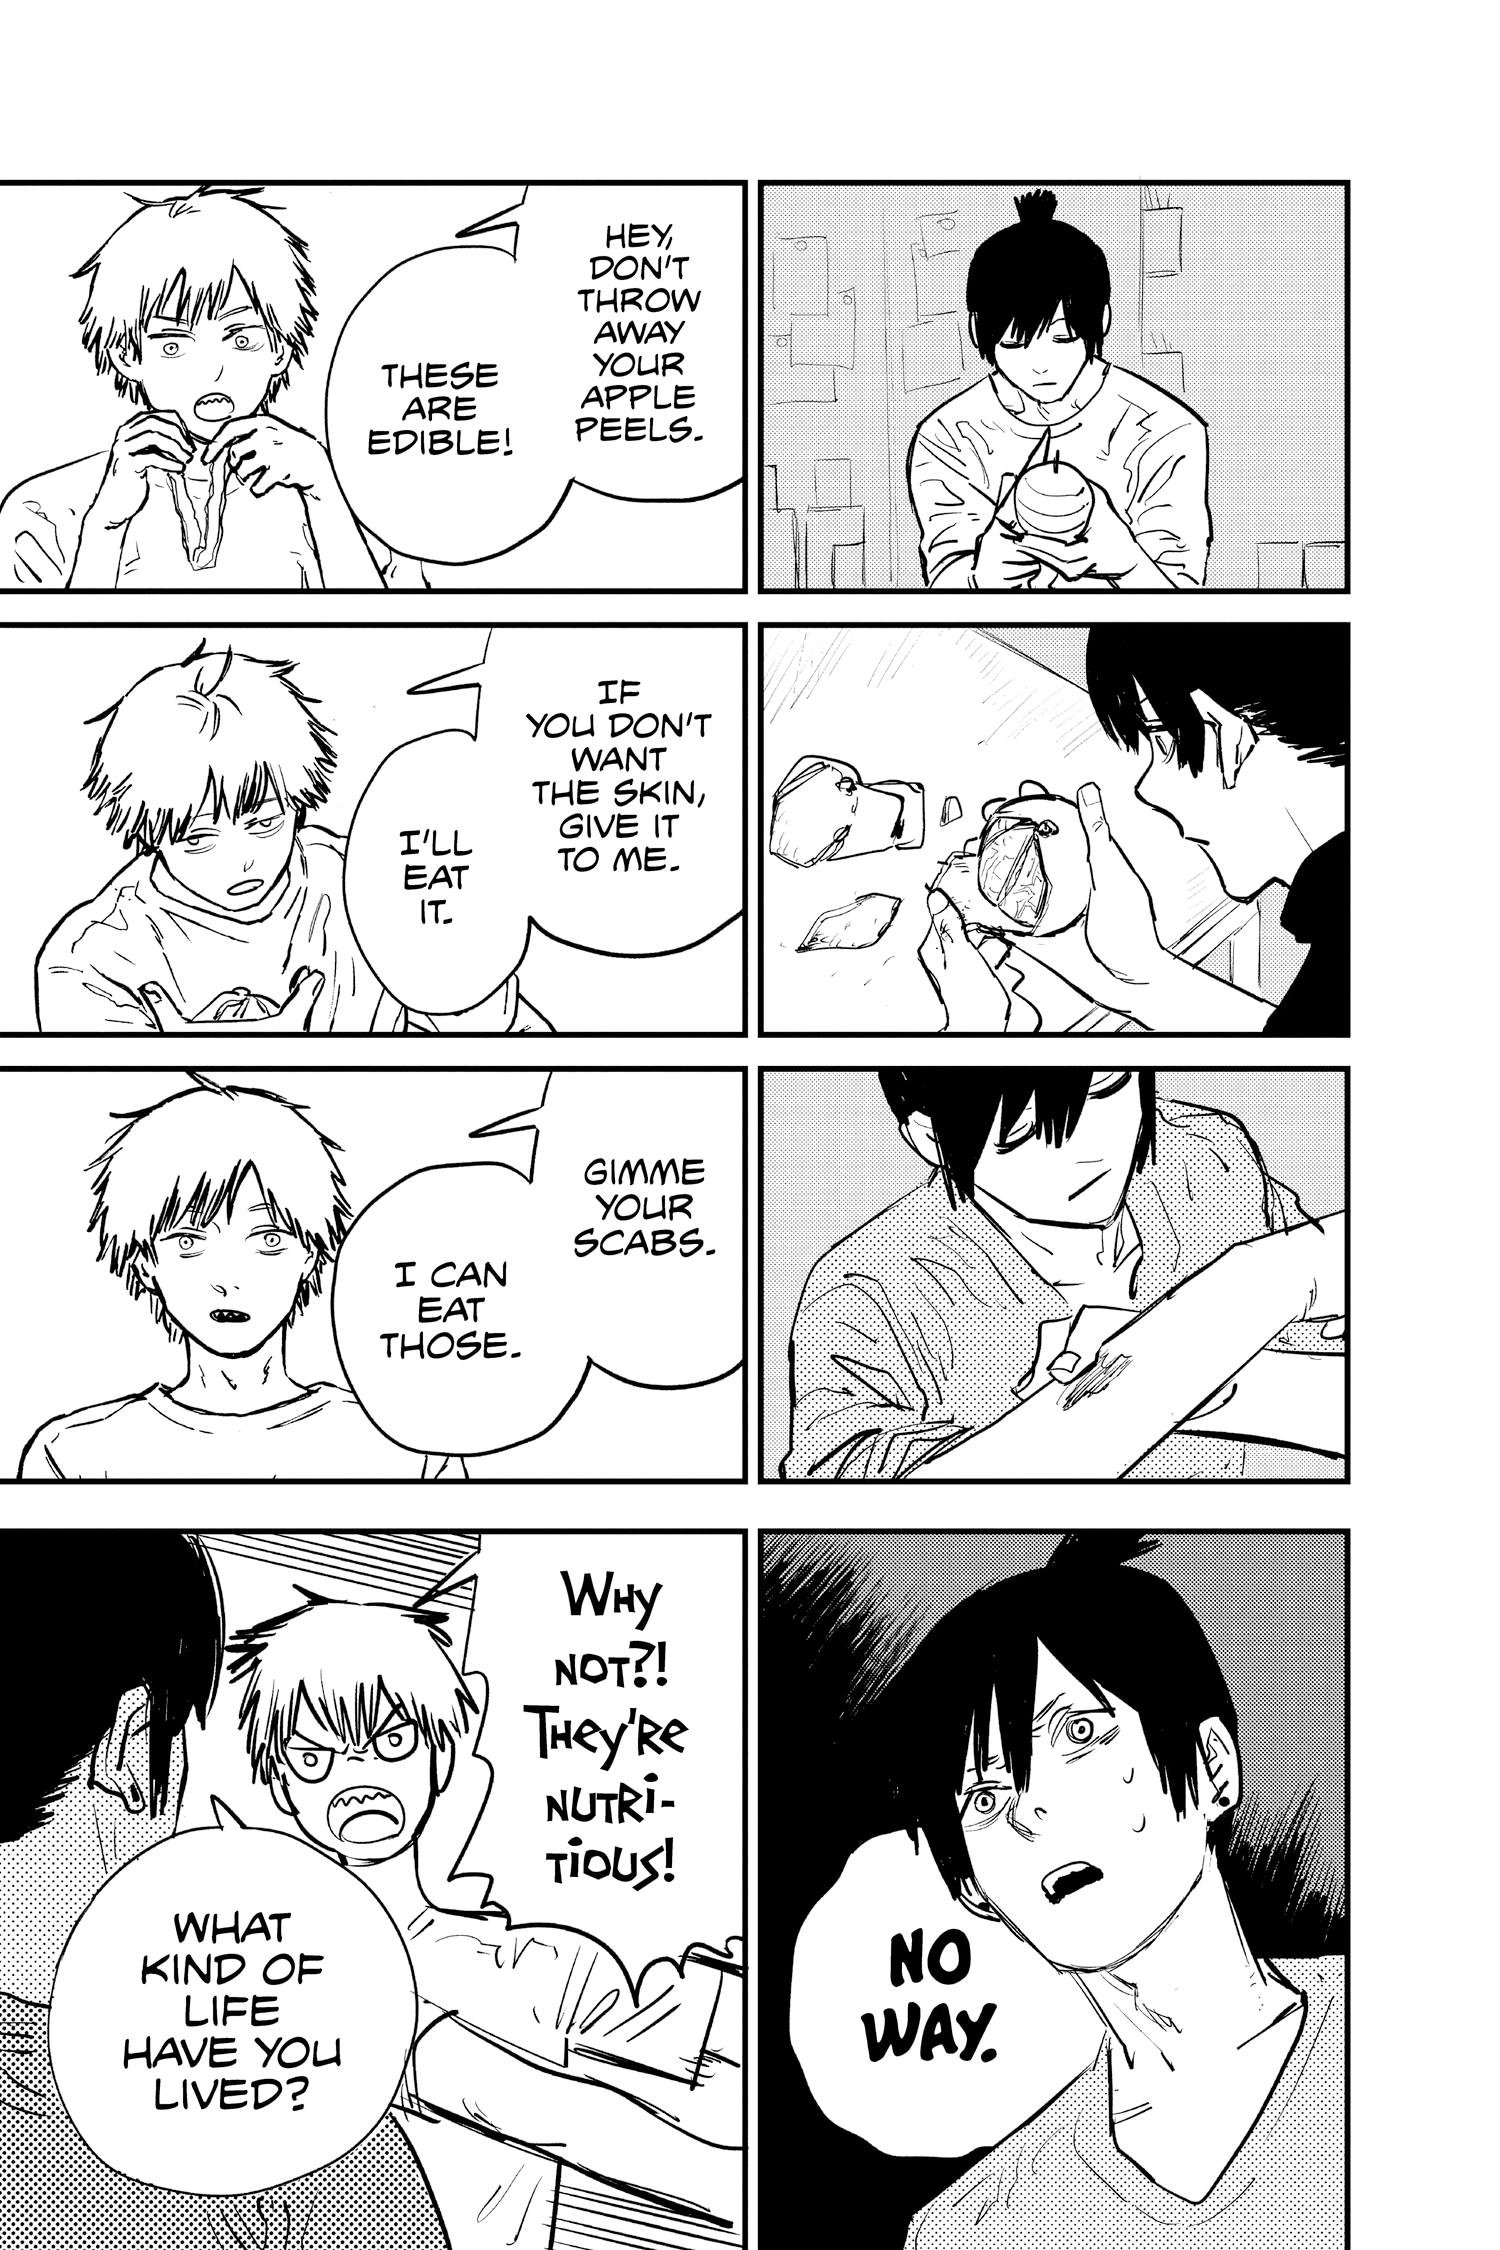 HEY,
DON'T
THROW
AWAY
YOUR
APPLE
PEELS.
THESE
ARE
EDIBLE!
IF
YOU DON'T
WANT
THE SKIN,
GIVE IT
TO ME.
I'LL
EAT
IT.
GIMME
YOUR
SCABS.
I CAN
EAT
THOSE.
NO
WAY.
WHY
NOT?!
THEY'RE
NUTRI-
TIOUS!
WHAT
KIND OF
LIFE
HAVE YOU
LIVED?